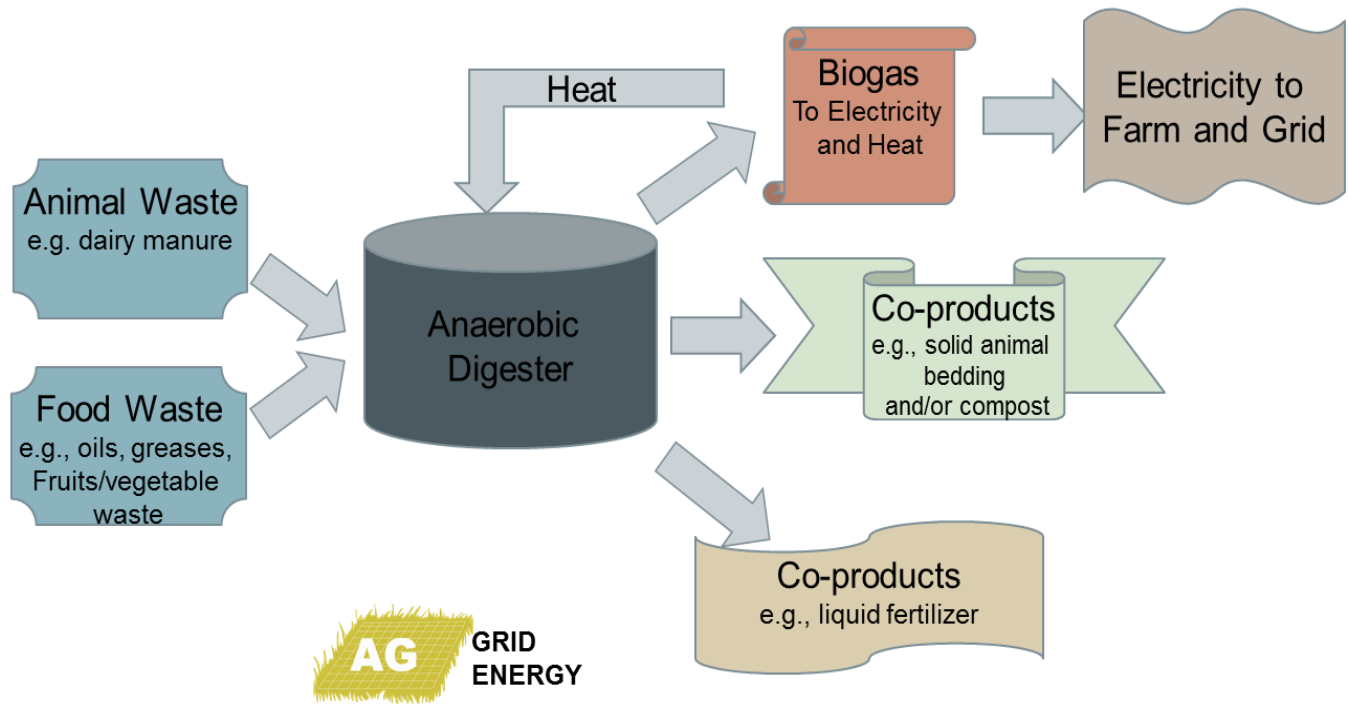 Heat
Biogas
To Electricity
and Heat
Electricity to
Farm and Grid
Animal Waste
e.g. dairy manure
Food Waste
e.g., oils, greases,
Fruits/vegetable
waste
Anaerobic
Digester
Co-products
e.g., solid animal
bedding
and/or compost
Co-products
e.g., liquid fertilizer
AG
GRID
ENERGY